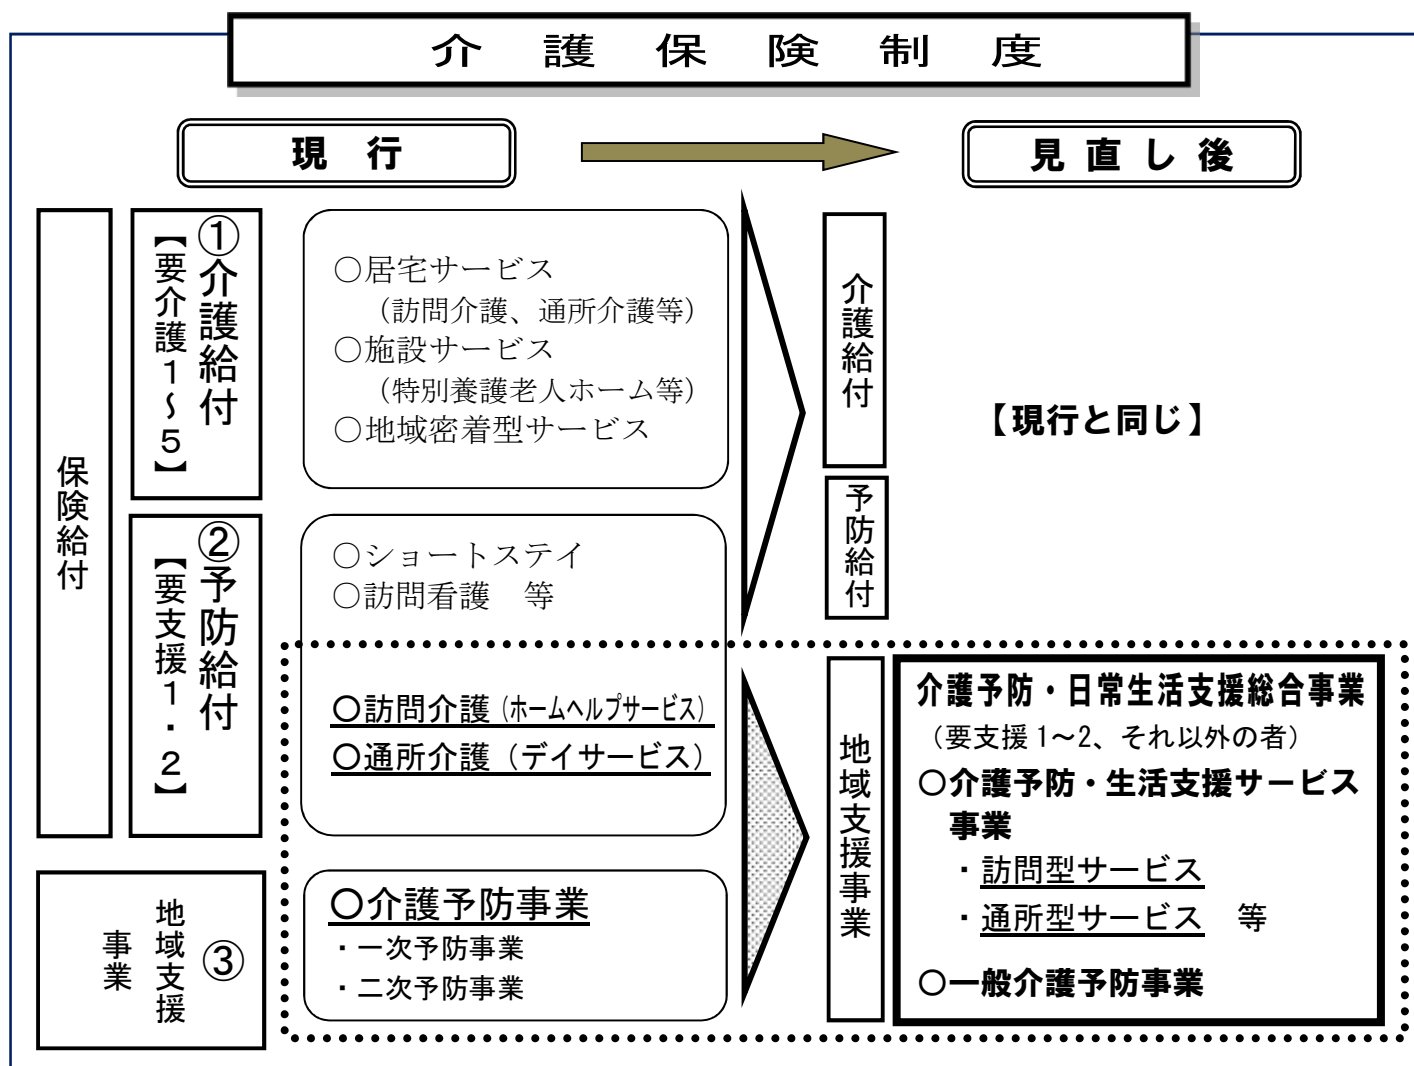 介護保険制度
現行
見直し後
保険給付
①介護給付
【要介護１～５】
○居宅サービス
（訪問介護、通所介護等）
○施設サービス
（特別養護老人ホーム等）
○地域密着型サービス
介護給付
【現行と同じ】
②予防給付
【要支援１・２】
○ショートステイ
○訪問看護　等
予防給付
○訪問介護（ホームヘルプサービス）
○通所介護（デイサービス）
③
地域支援
事業
○介護予防事業
・一次予防事業
・二次予防事業
地域支援事業
介護予防・日常生活支援総合事業
（要支援1～2、それ以外の者）
○介護予防・生活支援サービス
事業
・訪問型サービス
・通所型サービス　等
○一般介護予防事業